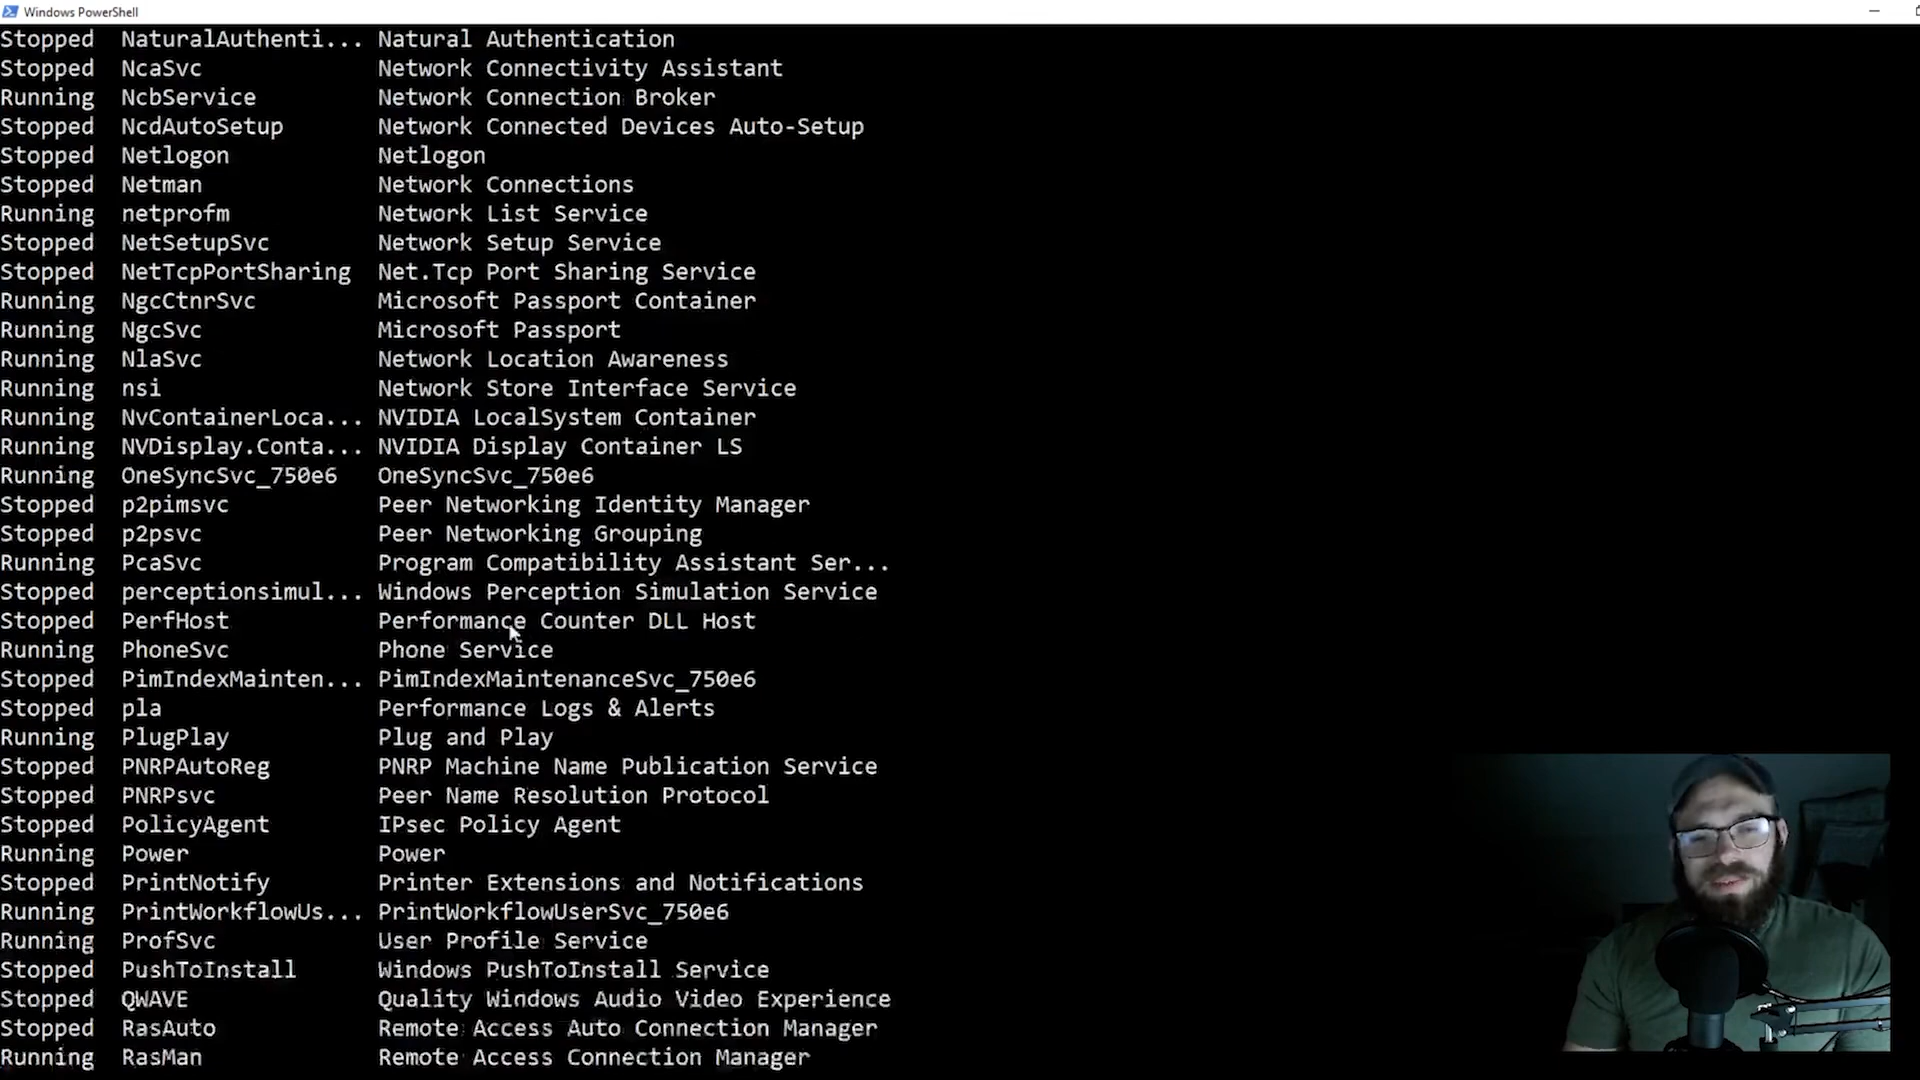 Windows PowerShell
Stopped NaturalAuthenti... Natural Authentication
Stopped NcaSvc Network Connectivity Assistant
Running NcbService Network Connection Broker
Stopped NcdAutoSetup Network Connected Devices Auto-Setup
Stopped Netlogon Netlogon
Stopped Netman Network Connections
Running netprofm Network List Service
Stopped NetSetupSvc Network Setup Service
Stopped NetTcpPortSharing Net.Tcp Port Sharing Service
Running NgcCtnrSvc Microsoft Passport Container
Running NgcSvc Microsoft Passport
Running NlaSvc Network Location Awareness
Running nsi Network Store Interface Service
Running NvContainerLoca... NVIDIA LocalSystem Container
Running NVDisplay.Conta... NVIDIA Display Container LS
Running OneSyncSvc_750e6 OneSyncSvc_750e6
Stopped p2pimsvc Peer Networking Identity Manager
Stopped p2psvc Peer Networking Grouping
Running PcaSvc Program Compatibility Assistant Ser...
Stopped perceptionsimul... Windows Perception Simulation Service
Stopped PerfHost Performance Counter DLL Host
Running PhoneSvc Phone Service
Stopped PimIndexMainten... PimIndexMaintenanceSvc_750e6
Stopped pla Performance Logs & Alerts
Running PlugPlay Plug and Play
Stopped PNRPAutoReg PNRP Machine Name Publication Service
Stopped PNRPsvc Peer Name Resolution Protocol
Stopped PolicyAgent IPsec Policy Agent
Running Power Power
Stopped PrintNotify Printer Extensions and Notifications
Running PrintWorkflowUs... PrintWorkflowUserSvc_750e6
Running ProfSvc User Profile Service
Stopped PushToInstall Windows PushToInstall Service
Stopped QWAVE Quality Windows Audio Video Experience
Stopped RasAuto Remote Access Auto Connection Manager
Running RasMan Remote Access Connection Manager